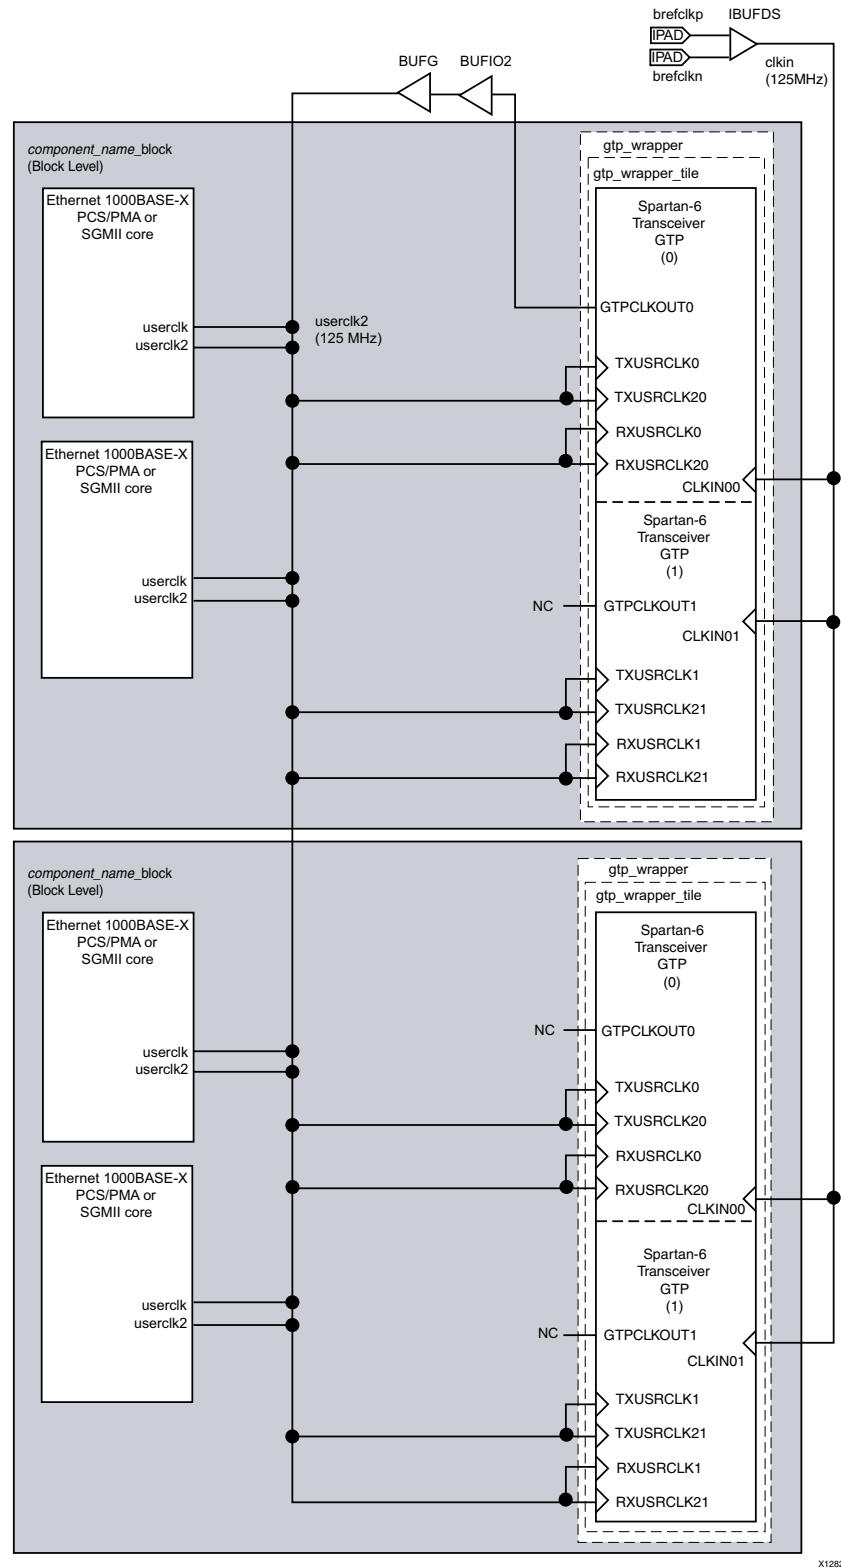 brefclkp
IBUFDS
IPAD
IPAD
brefclkn
clkin
(125MHz)
BUFG
BUFIO2
component_name_block
(Block Level)
Ethernet 1000BASE-X
PCS/PMA or
SGMII core
userclk
userclk2
userclk2
(125 MHz)
Ethernet 1000BASE-X
PCS/PMA or
SGMII core
userclk
userclk2
gtp_wrapper
gtp_wrapper_tile
Spartan-6
Transceiver
GTP
(0)
GTPCLKOUT0
TXUSRCLK0
TXUSRCLK20
RXUSRCLK0
RXUSRCLK20
CLKIN00
Spartan-6
Transceiver
GTP
(1)
NC
GTPCLKOUT1
CLKIN01
TXUSRCLK1
TXUSRCLK21
RXUSRCLK1
RXUSRCLK21
component_name_block
(Block Level)
Ethernet 1000BASE-X
PCS/PMA or
SGMII core
userclk
userclk2
Ethernet 1000BASE-X
PCS/PMA or
SGMII core
userclk
userclk2
gtp_wrapper
gtp_wrapper_tile
Spartan-6
Transceiver
GTP
(0)
NC
GTPCLKOUT0
TXUSRCLK0
TXUSRCLK20
RXUSRCLK0
RXUSRCLK20
CLKIN00
Spartan-6
Transceiver
GTP
(1)
NC
GTPCLKOUT1
CLKIN01
TXUSRCLK1
TXUSRCLK21
RXUSRCLK1
RXUSRCLK21